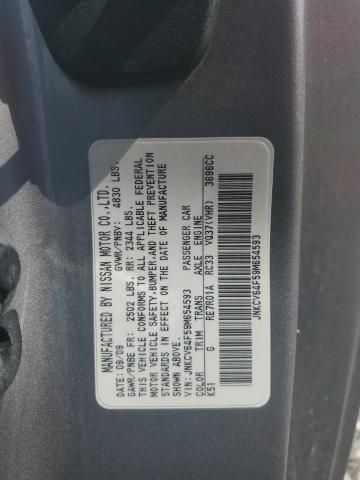 MANUFACTURED BY NISSAN MOTOR CO.,LTD.
DATE: 09/09 GVWR/PNBV: 4830 LBS.
GAWR/PNBE FR: 2502 LBS. RR: 2344 LBS.
THIS VEHICLE CONFORMS TO ALL APPLICABLE FEDERAL
MOTOR VEHICLE SAFETY,BUMPER,AND THEFT PREVENTION
STANDARDS IN EFFECT ON THE DATE OF MANUFACTURE
SHOWN ABOVE.
VIN: JNKCV64F59M654593 PASSENGER CAR
COLOR TRIM TRANS AXLE ENGINE
K51 G RE7R01A RC33 VQ37(VHR) 3696CC
JNKCV64F59M654593